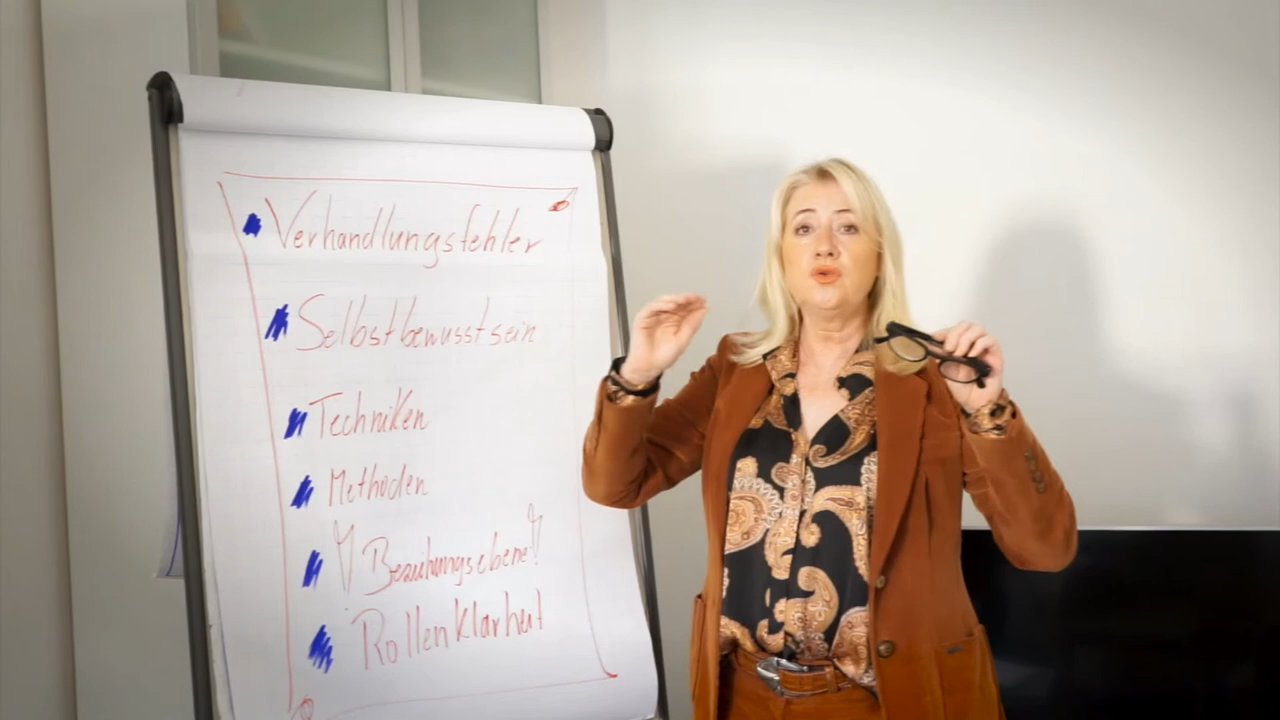 Verhandlungsfehler
Selbstbewusstsein
Techniken
Methoden
! Beziehungsebene !
Rollenklarheit